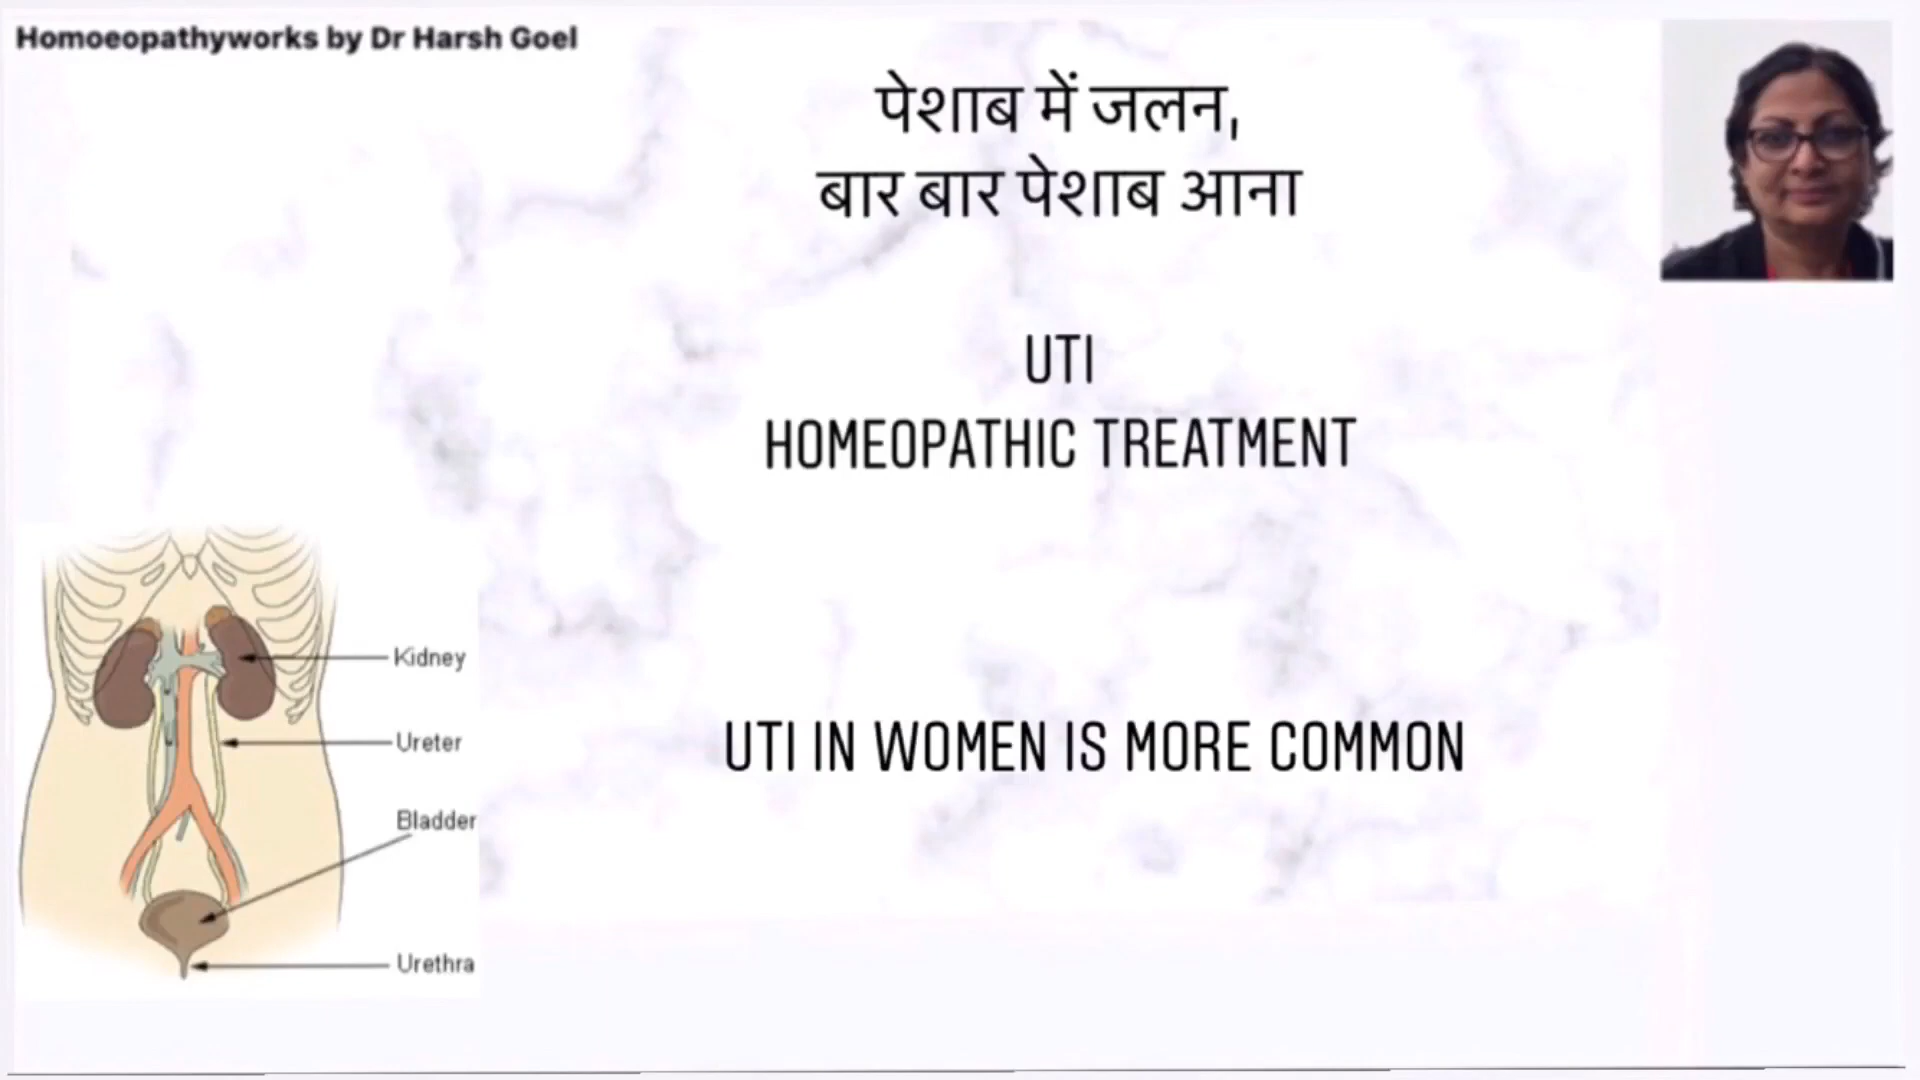 Homoeopathyworks by Dr Harsh Goel
पेशाब में जलन,
बार बार पेशाब आना
UTI
HOMEOPATHIC TREATMENT
Kidney
Ureter
UTI IN WOMEN IS MORE COMMON
Bladder
Urethra